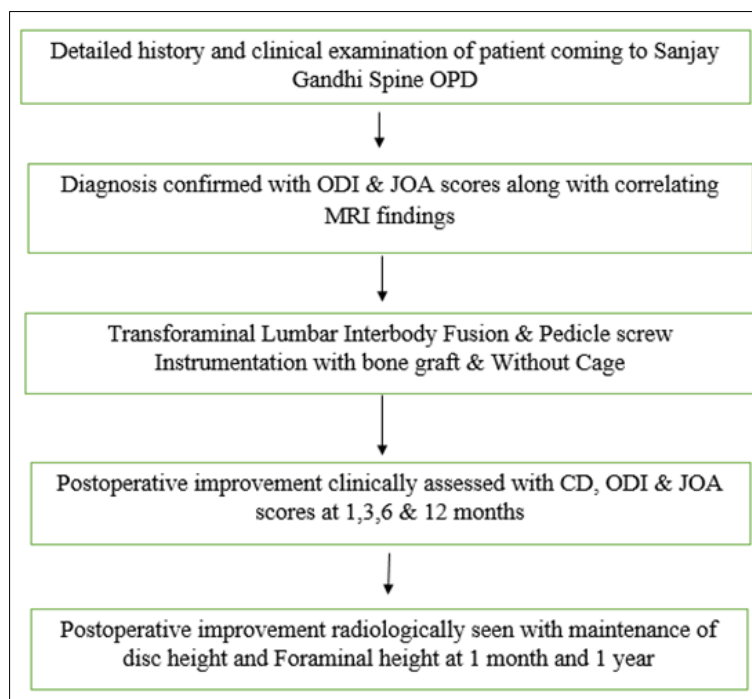 Detailed history and clinical examination of patient coming to Sanjay
Gandhi Spine OPD
Diagnosis confirmed with ODI & JOA scores along with correlating
MRI findings
Transforaminal Lumbar Interbody Fusion & Pedicle screw
Instrumentation with bone graft & Without Cage
Postoperative improvement clinically assessed with CD, ODI & JOA
scores at 1,3,6 & 12 months
Postoperative improvement radiologically seen with maintenance of
disc height and Foraminal height at 1 month and 1 year